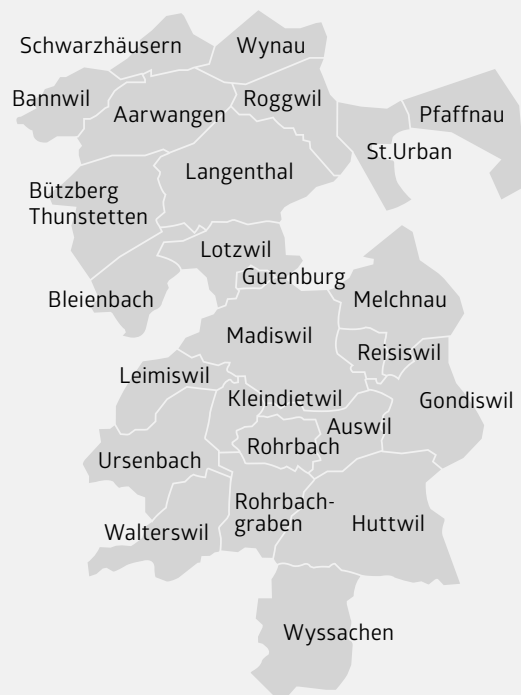 Schwarzhäusern
Wynau
Bannwil
Aarwangen
Roggwil
Pfaffnau
St.Urban
Langenthal
Bützberg
Thunstetten
Lotzwil
Gutenburg
Bleienbach
Melchnau
Madiswil
Reisiswil
Leimiswil
Kleindietwil
Gondiswil
Auswil
Rohrbach
Ursenbach
Rohrbach-
graben
Huttwil
Walterswil
Wyssachen